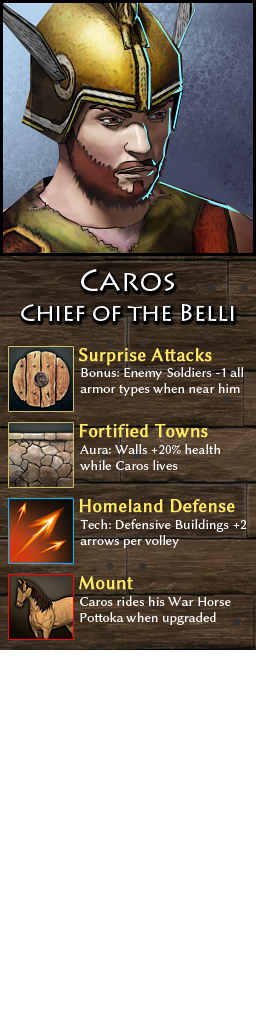 Caros
Chief of the Belli
Surprise Attacks
Bonus: Enemy Soldiers -1 all
armor types when near him
Fortified Towns
Aura: Walls +20% health
while Caros lives
Homeland Defense
Tech: Defensive Buildings +2
arrows per volley
Mount
Caros rides his War Horse
Pottoka when upgraded